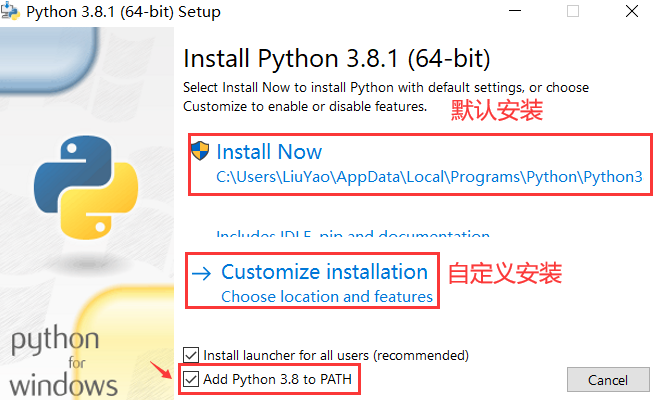 Python 3.8.1 (64-bit) Setup
Install Python 3.8.1 (64-bit)
Select Install Now to install Python with default settings, or choose
Customize to enable or disable features.
默认安装
Install Now
C:\Users\LiuYao\AppData\Local\Programs\Python\Python3
Includes IDLE, pip and documentation
Customize installation
自定义安装
Choose location and features
Install launcher for all users (recommended)
Add Python 3.8 to PATH
Cancel
python
for
windows